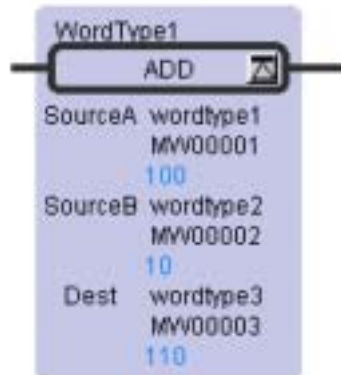 WordType1
ADD
SourceA wordtype1
MW00001
100
SourceB wordtype2
MW00002
10
Dest wordtype3
MW00003
110